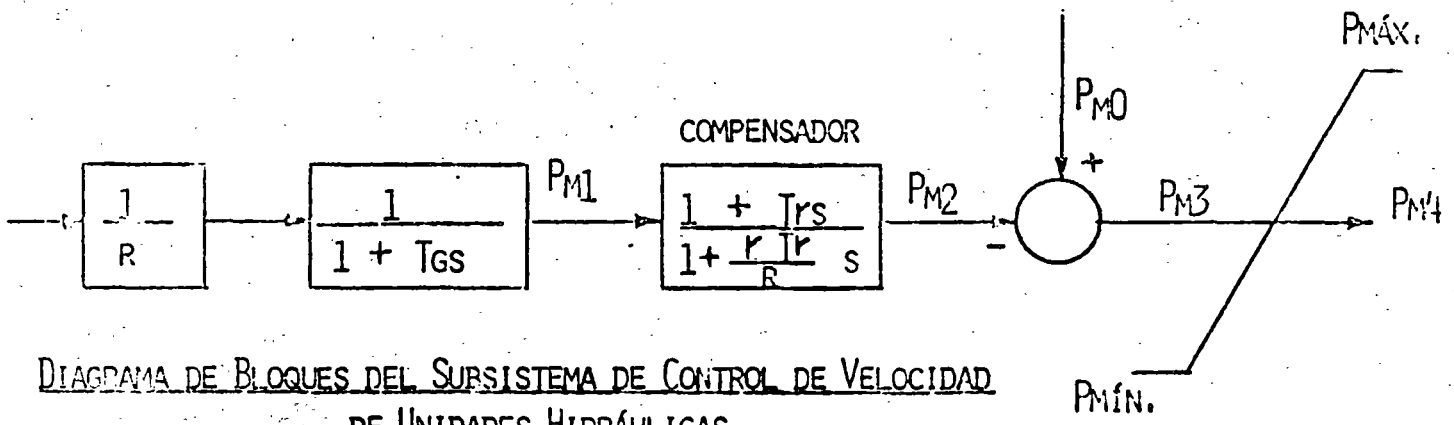 PMÁX.
PM0
COMPENSADOR
+
1
R
1
1 + TGS
PM1
1 + Trs
1+ r Tr s
R
PM2
-
PM3
PM4
DIAGRAMA DE BLOQUES DEL SUBSISTEMA DE CONTROL DE VELOCIDAD
DE UNIDADES HIDRÁULICAS
PMÍN.